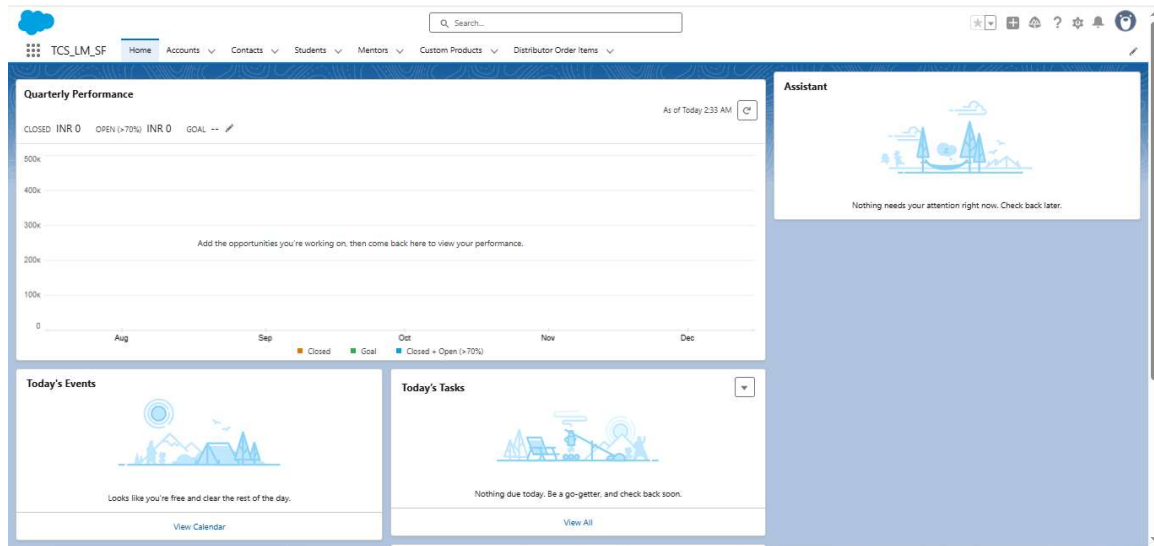 Search...
TCS_LM_SF Home Accounts Contacts Students Mentors Custom Products Distributor Order Items
Quarterly Performance
As of Today 2:33 AM
CLOSED INR 0 OPEN (>70%) INR 0 GOAL --
500K
400K
300K
Add the opportunities you're working on, then come back here to view your performance.
200K
100K
0
Aug Sep Oct Nov Dec
Closed Goal Closed + Open (>70%)
Assistant
Nothing needs your attention right now. Check back later.
Today's Events
Looks like you're free and clear the rest of the day.
View Calendar
Today's Tasks
Nothing due today. Be a go-getter, and check back soon.
View All